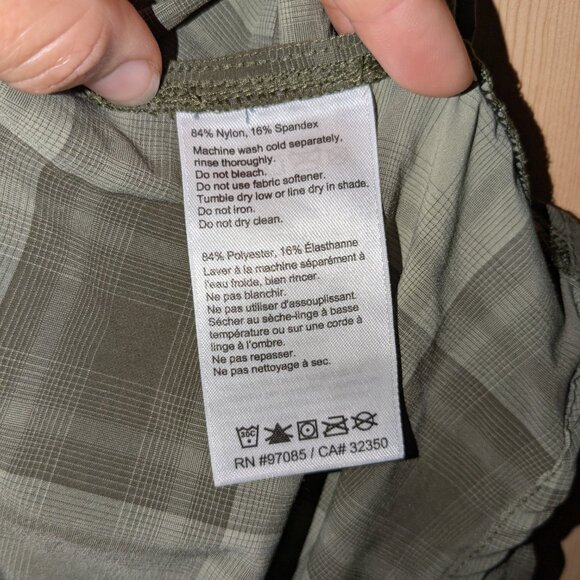 84% Nylon, 16% Spandex
Machine wash cold separately,
rinse thoroughly.
Do not bleach.
Do not use fabric softener.
Tumble dry low or line dry in shade.
Do not iron.
Do not dry clean.
84% Polyester, 16% Élasthanne
Laver à la machine séparément à
l'eau froide, bien rincer.
Ne pas blanchir.
Ne pas utiliser d'assouplissant.
Sécher au sèche-linge à basse
température ou sur une corde à
linge à l'ombre.
Ne pas repasser.
Ne pas nettoyage à sec.
30C
RN #97085 / CA# 32350